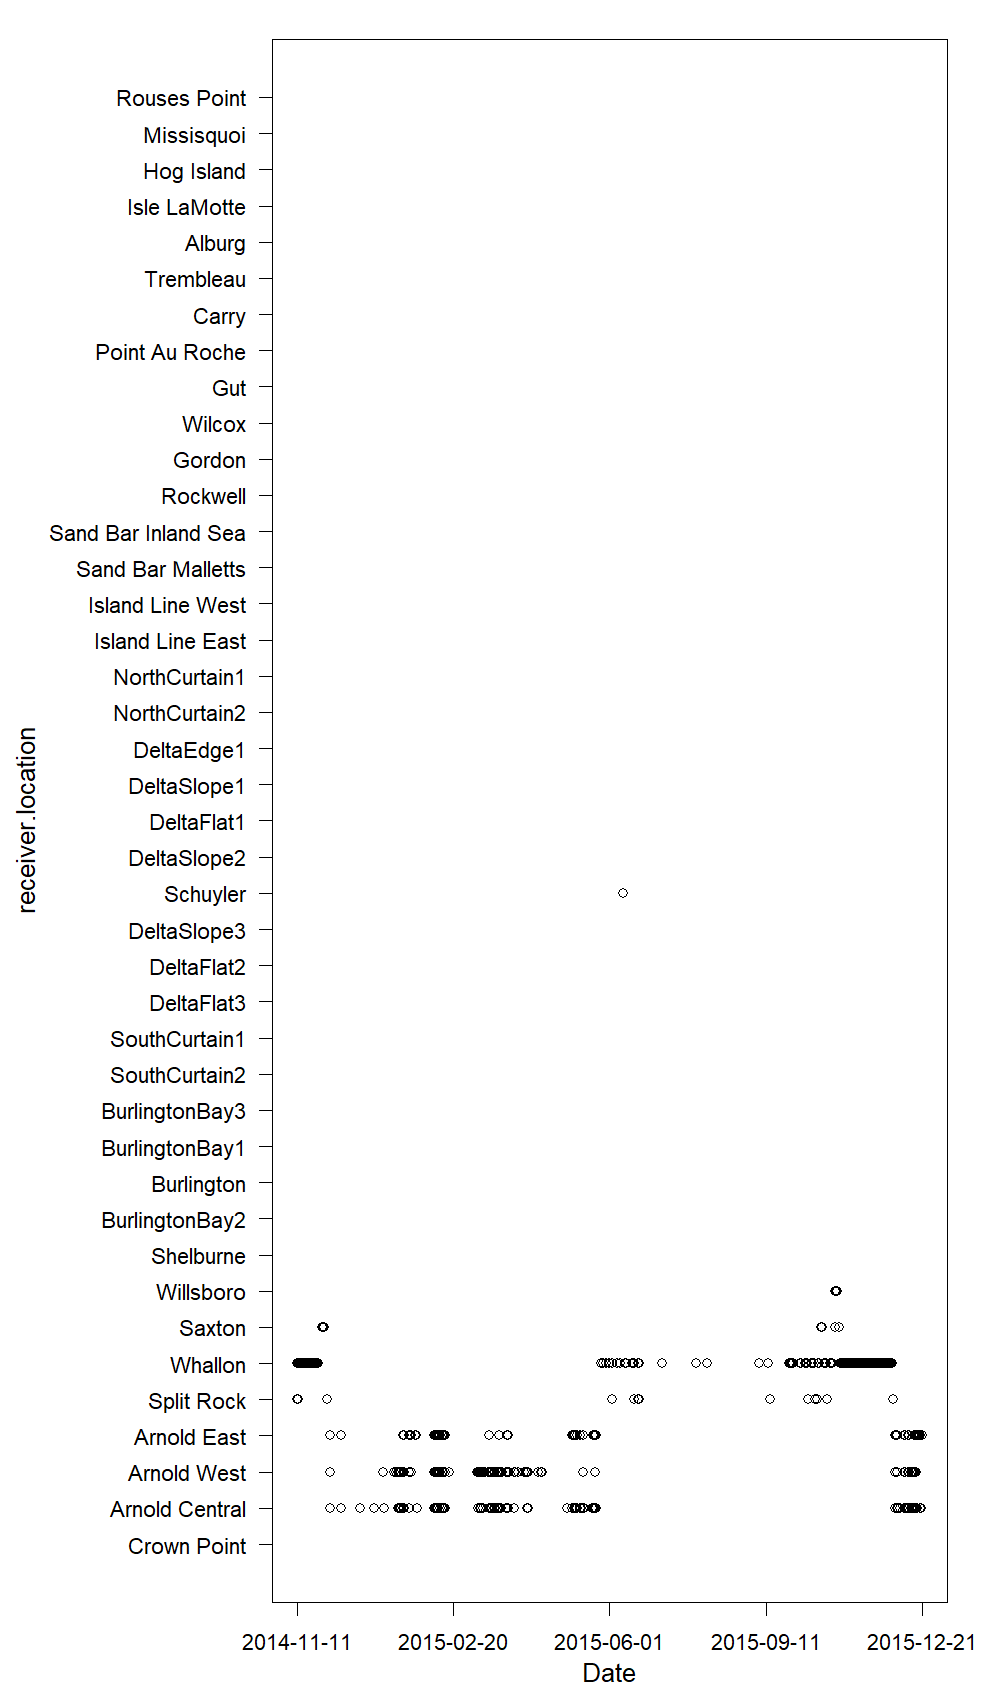 Rouses Point
Missisquoi
Hog Island
Isle LaMotte
Alburg
Trembleau
Carry
Point Au Roche
Gut
Wilcox
Gordon
Rockwell
Sand Bar Inland Sea
Sand Bar Malletts
Island Line West
Island Line East
NorthCurtain1
NorthCurtain2
DeltaEdge1
DeltaSlope1
DeltaFlat1
DeltaSlope2
Schuyler
DeltaSlope3
DeltaFlat2
DeltaFlat3
SouthCurtain1
SouthCurtain2
BurlingtonBay3
BurlingtonBay1
Burlington
BurlingtonBay2
Shelburne
Willsboro
Saxton
Whallon
Split Rock
Arnold East
Arnold West
Arnold Central
Crown Point
receiver.location
2014-11-11 2015-02-20 2015-06-01 2015-09-11 2015-12-21
Date